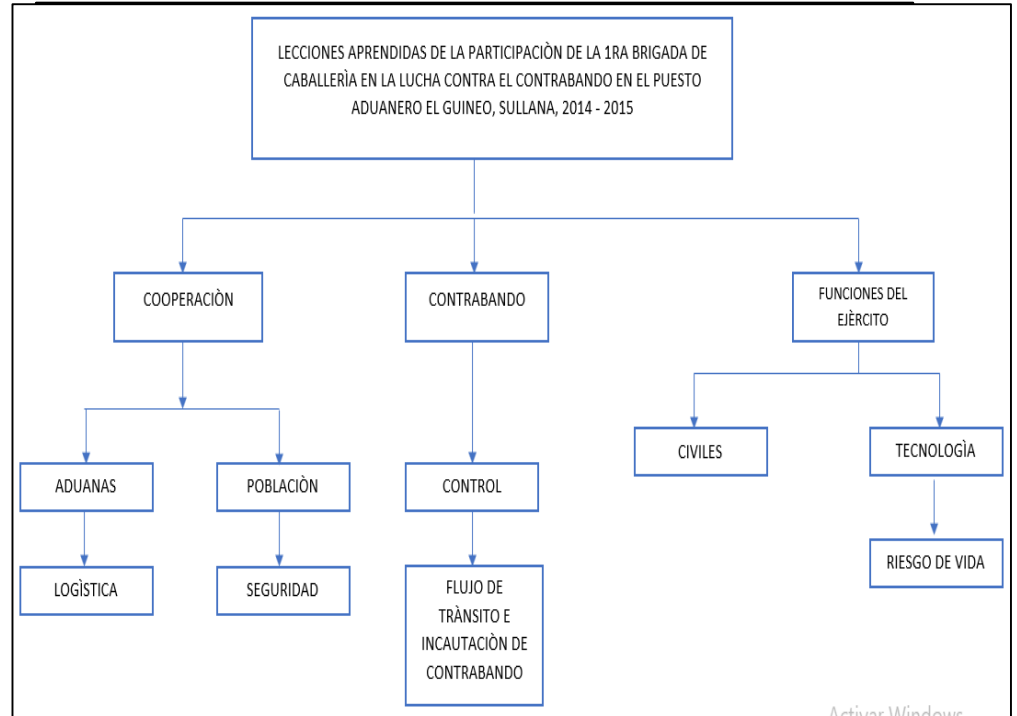 LECCIONES APRENDIDAS DE LA PARTICIPACIÒN DE LA 1RA BRIGADA DE
CABALLERÌA EN LA LUCHA CONTRA EL CONTRABANDO EN EL PUESTO
ADUANERO EL GUINEO, SULLANA, 2014 - 2015
COOPERACIÒN
CONTRABANDO
FUNCIONES DEL
EJÈRCITO
CIVILES
TECNOLOGÌA
ADUANAS
POBLACIÒN
CONTROL
RIESGO DE VIDA
LOGÌSTICA
SEGURIDAD
FLUJO DE
TRÀNSITO E
INCAUTACIÒN DE
CONTRABANDO
Activar Windows